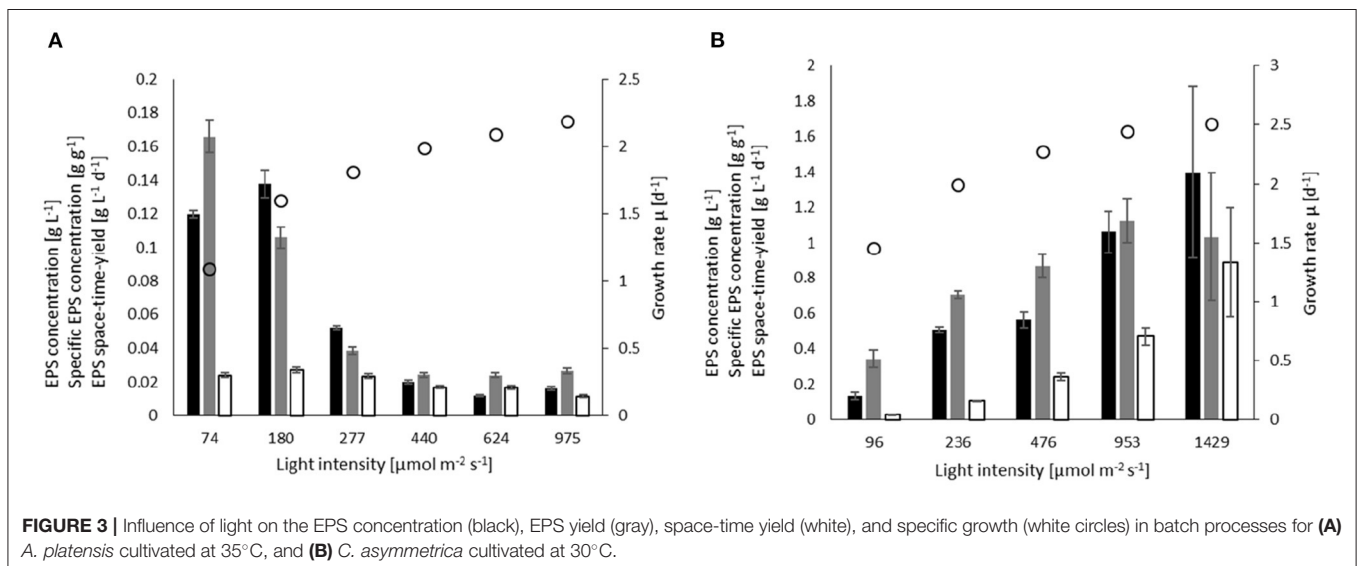 A
EPS concentration [g L⁻¹]
Specific EPS concentration [g g⁻¹]
EPS space-time-yield [g L⁻¹ d⁻¹]
0.2
0.18
0.16
0.14
0.12
0.1
0.08
0.06
0.04
0.02
0
2.5
2
1.5
1
0.5
0
Growth rate μ [d⁻¹]
74 180 277 440 624 975
Light intensity [μmol m⁻² s⁻¹]
B
EPS concentration [g L⁻¹]
Specific EPS concentration [g g⁻¹]
EPS space-time-yield [g L⁻¹ d⁻¹]
2
1.8
1.6
1.4
1.2
1
0.8
0.6
0.4
0.2
0
3
2.5
2
1.5
1
0.5
0
Growth rate μ [d⁻¹]
96 236 476 953 1429
Light intensity [μmol m⁻² s⁻¹]
FIGURE 3 | Influence of light on the EPS concentration (black), EPS yield (gray), space-time yield (white), and specific growth (white circles) in batch processes for (A)
A. platensis cultivated at 35°C, and (B) C. asymmetrica cultivated at 30°C.